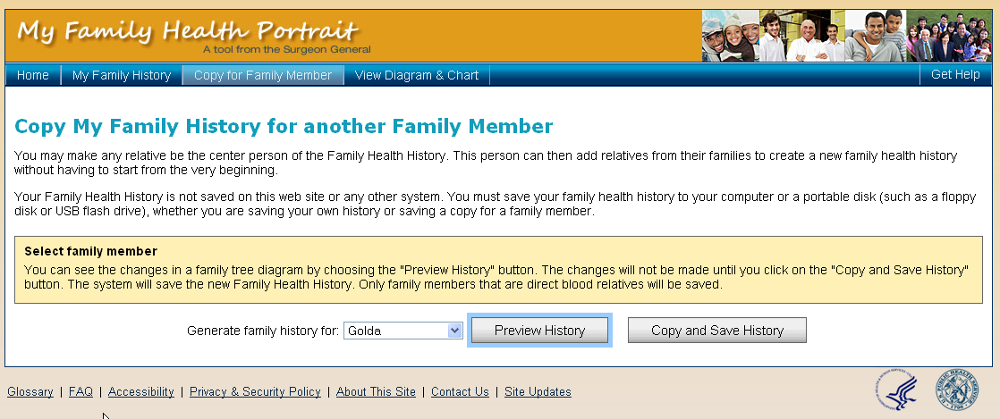 My Family Health Portrait
A tool from the Surgeon General
Home My Family History Copy for Family Member View Diagram & Chart Get Help
Copy My Family History for another Family Member
You may make any relative be the center person of the Family Health History. This person can then add relatives from their families to create a new family health history
without having to start from the very beginning.
Your Family Health History is not saved on this web site or any other system. You must save your family health history to your computer or a portable disk (such as a floppy
disk or USB flash drive), whether you are saving your own history or saving a copy for a family member.
Select family member
You can see the changes in a family tree diagram by choosing the "Preview History" button. The changes will not be made until you click on the "Copy and Save History"
button. The system will save the new Family Health History. Only family members that are direct blood relatives will be saved.
Generate family history for: Golda Preview History Copy and Save History
Glossary | FAQ | Accessibility | Privacy & Security Policy | About This Site | Contact Us | Site Updates